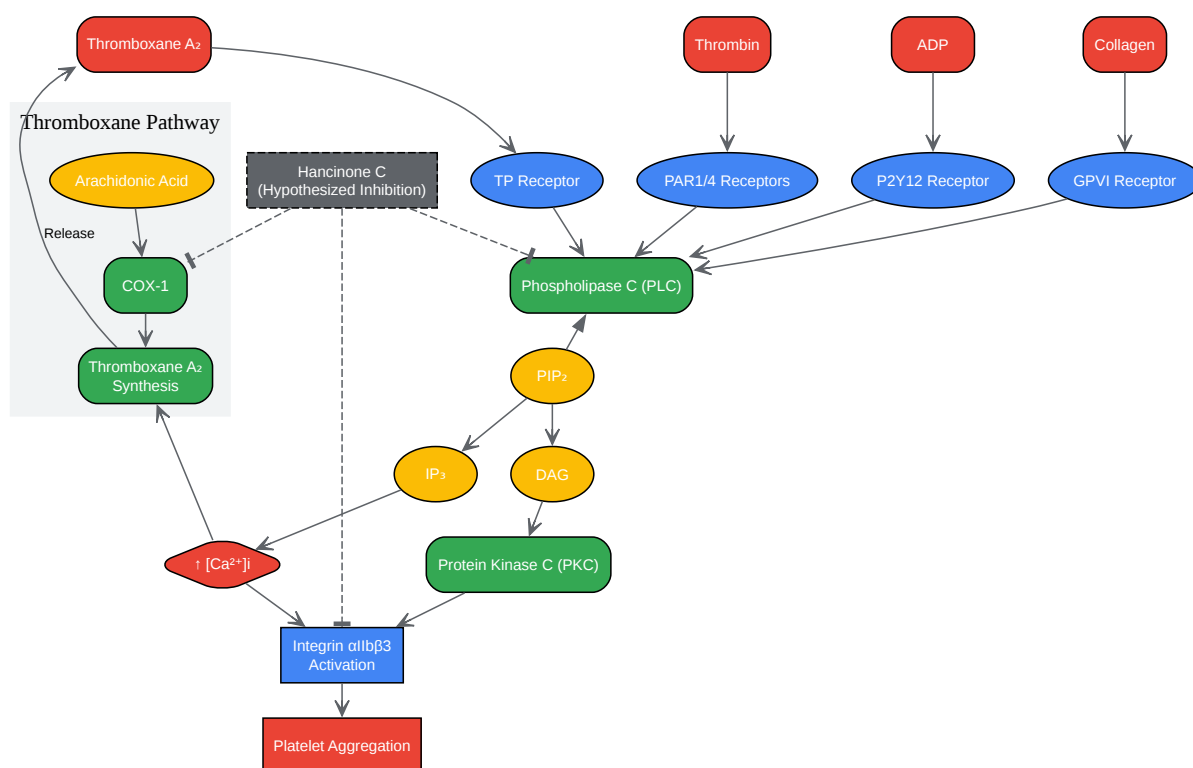 Thromboxane A₂
Thrombin
ADP
Collagen
Thromboxane Pathway
Arachidonic Acid
Hancinone C
(Hypothesized Inhibition)
TP Receptor
PAR1/4 Receptors
P2Y12 Receptor
GPVI Receptor
Release
COX-1
Phospholipase C (PLC)
Thromboxane A₂
Synthesis
PIP₂
IP₃
DAG
↑ [Ca²⁺]i
Protein Kinase C (PKC)
Integrin αIIbβ3
Activation
Platelet Aggregation